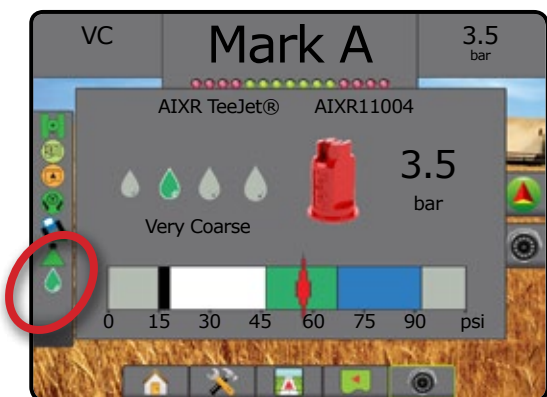 VC Mark A 3.5
bar
AIXR TeeJet® AIXR11004
3.5
bar
Very Coarse
0 15 30 45 60 75 90 psi